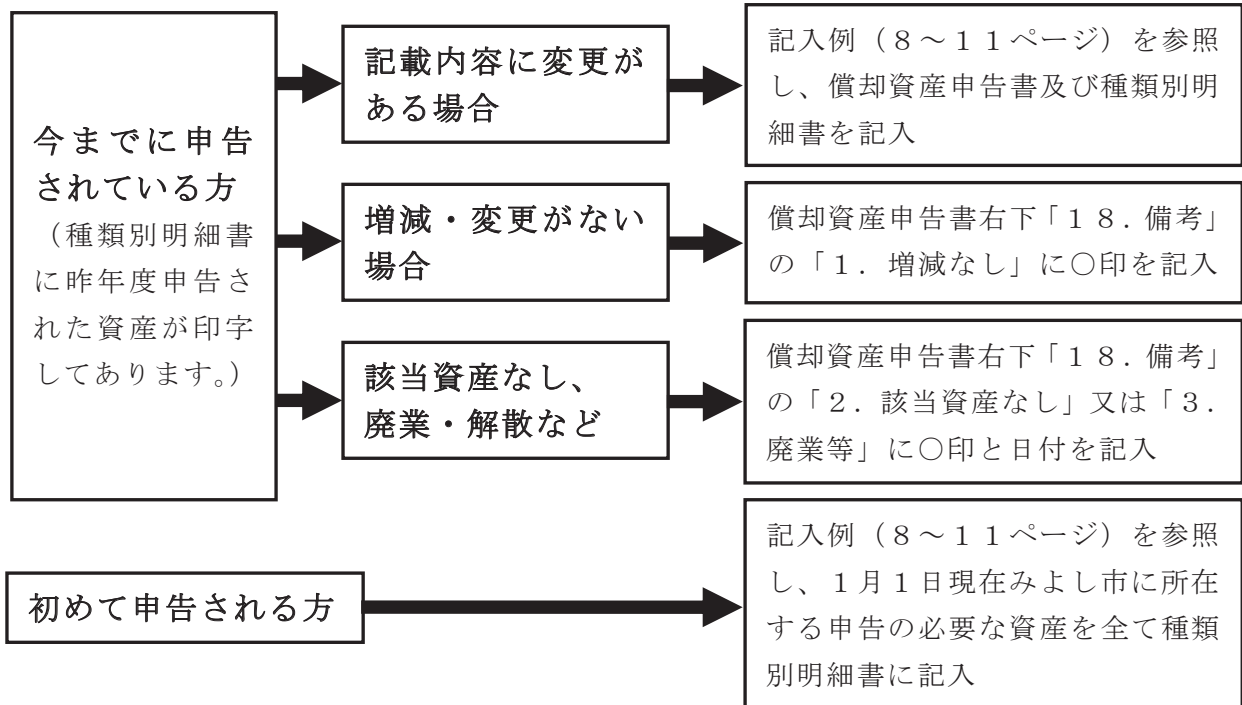 今までに申告
されている方
（種類別明細書
に昨年度申告さ
れた資産が印字
してあります。）
記載内容に変更が
ある場合
記入例（８～１１ページ）を参照
し、償却資産申告書及び種類別明
細書を記入
増減・変更がない
場合
償却資産申告書右下「１８．備考」
の「１．増減なし」に〇印を記入
該当資産なし、
廃業・解散など
償却資産申告書右下「１８．備考」
の「２．該当資産なし」又は「３．
廃業等」に〇印と日付を記入
初めて申告される方
記入例（８～１１ページ）を参照
し、１月１日現在みよし市に所在
する申告の必要な資産を全て種類
別明細書に記入